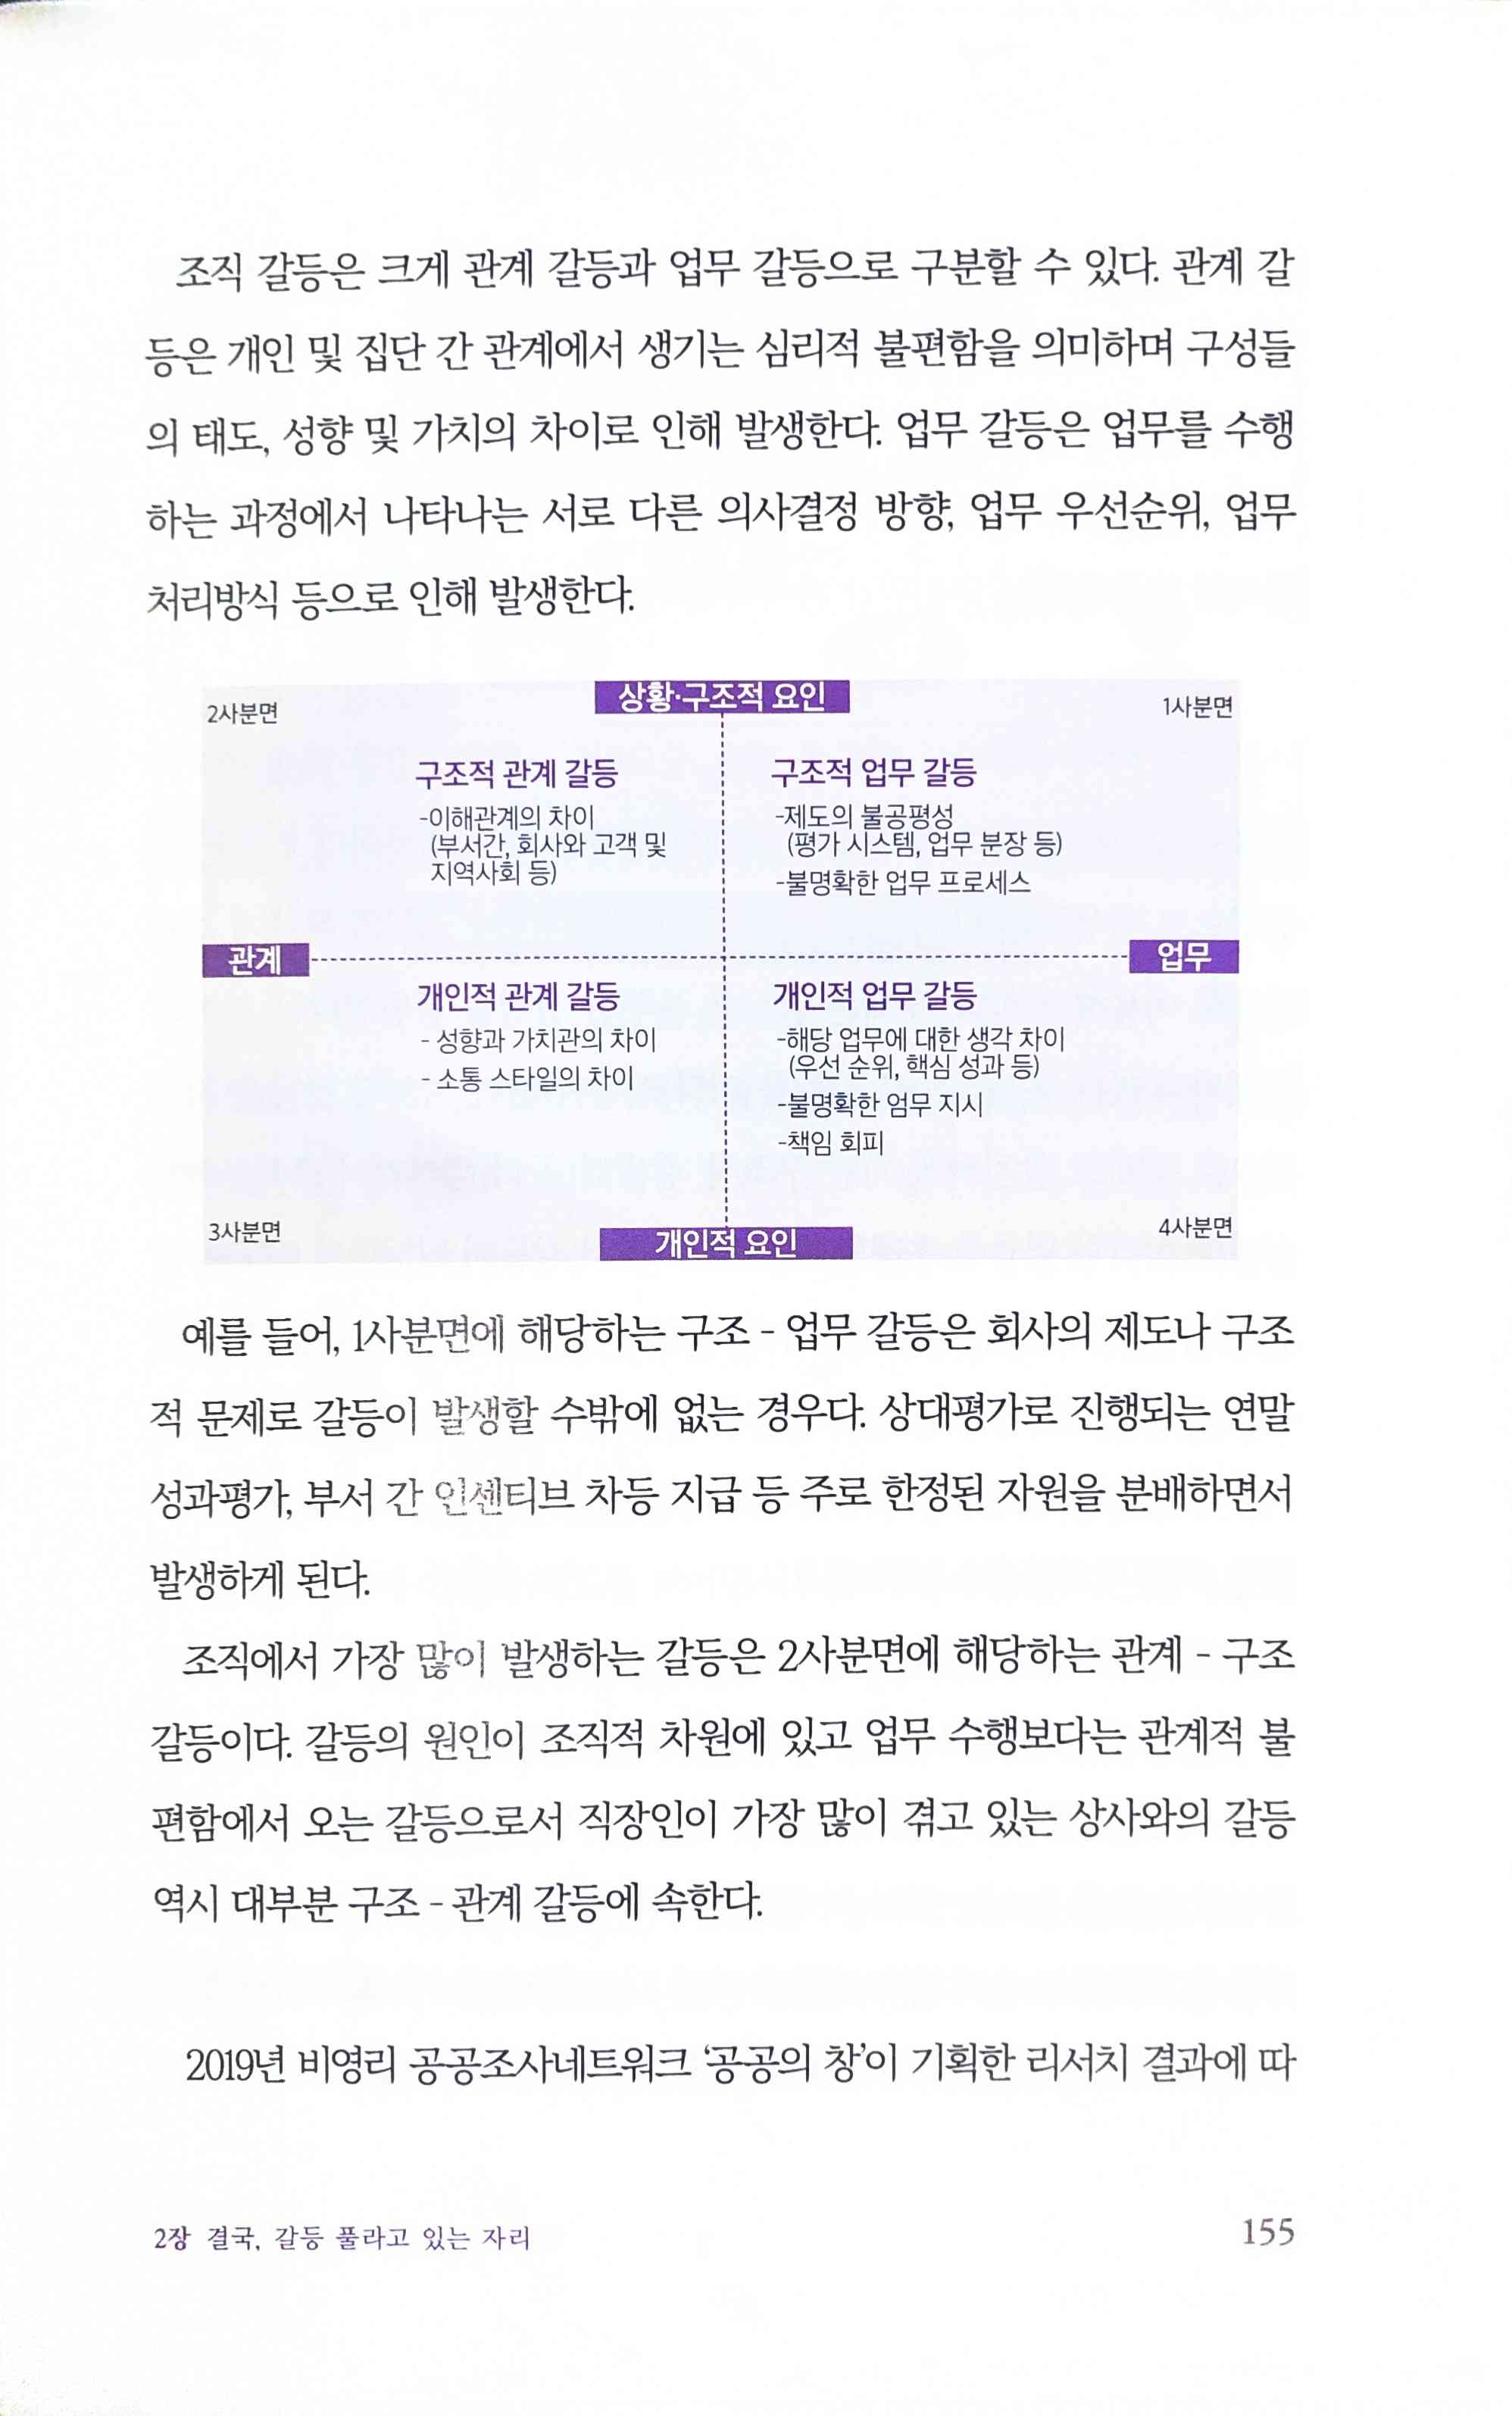 조직 갈등은 크게 관계 갈등과 업무 갈등으로 구분할 수 있다. 관계 갈
등은 개인 및 집단 간 관계에서 생기는 심리적 불편함을 의미하며 구성들
의 태도, 성향 및 가치의 차이로 인해 발생한다. 업무 갈등은 업무를 수행
하는 과정에서 나타나는 서로 다른 의사결정 방향, 업무 우선순위, 업무
처리방식 등으로 인해 발생한다.
상황·구조적 요인
2사분면
1사분면
구조적 관계 갈등
-이해관계의 차이
(부서간, 회사와 고객 및
지역사회 등)
구조적 업무 갈등
-제도의 불공평성
(평가 시스템, 업무 분장 등)
-불명확한 업무 프로세스
관계
업무
개인적 관계 갈등
- 성향과 가치관의 차이
- 소통 스타일의 차이
개인적 업무 갈등
-해당 업무에 대한 생각 차이
(우선 순위, 핵심 성과 등)
-불명확한 엄무 지시
-책임 회피
3사분면
4사분면
개인적 요인
예를 들어, 1사분면에 해당하는 구조 - 업무 갈등은 회사의 제도나 구조
적 문제로 갈등이 발생할 수밖에 없는 경우다. 상대평가로 진행되는 연말
성과평가, 부서 간 인센티브 차등 지급 등 주로 한정된 자원을 분배하면서
발생하게 된다.
조직에서 가장 많이 발생하는 갈등은 2사분면에 해당하는 관계 - 구조
갈등이다. 갈등의 원인이 조직적 차원에 있고 업무 수행보다는 관계적 불
편함에서 오는 갈등으로서 직장인이 가장 많이 겪고 있는 상사와의 갈등
역시 대부분 구조 - 관계 갈등에 속한다.
2019년 비영리 공공조사네트워크 ‘공공의 창’이 기획한 리서치 결과에 따
2장 결국, 갈등 풀라고 있는 자리
155